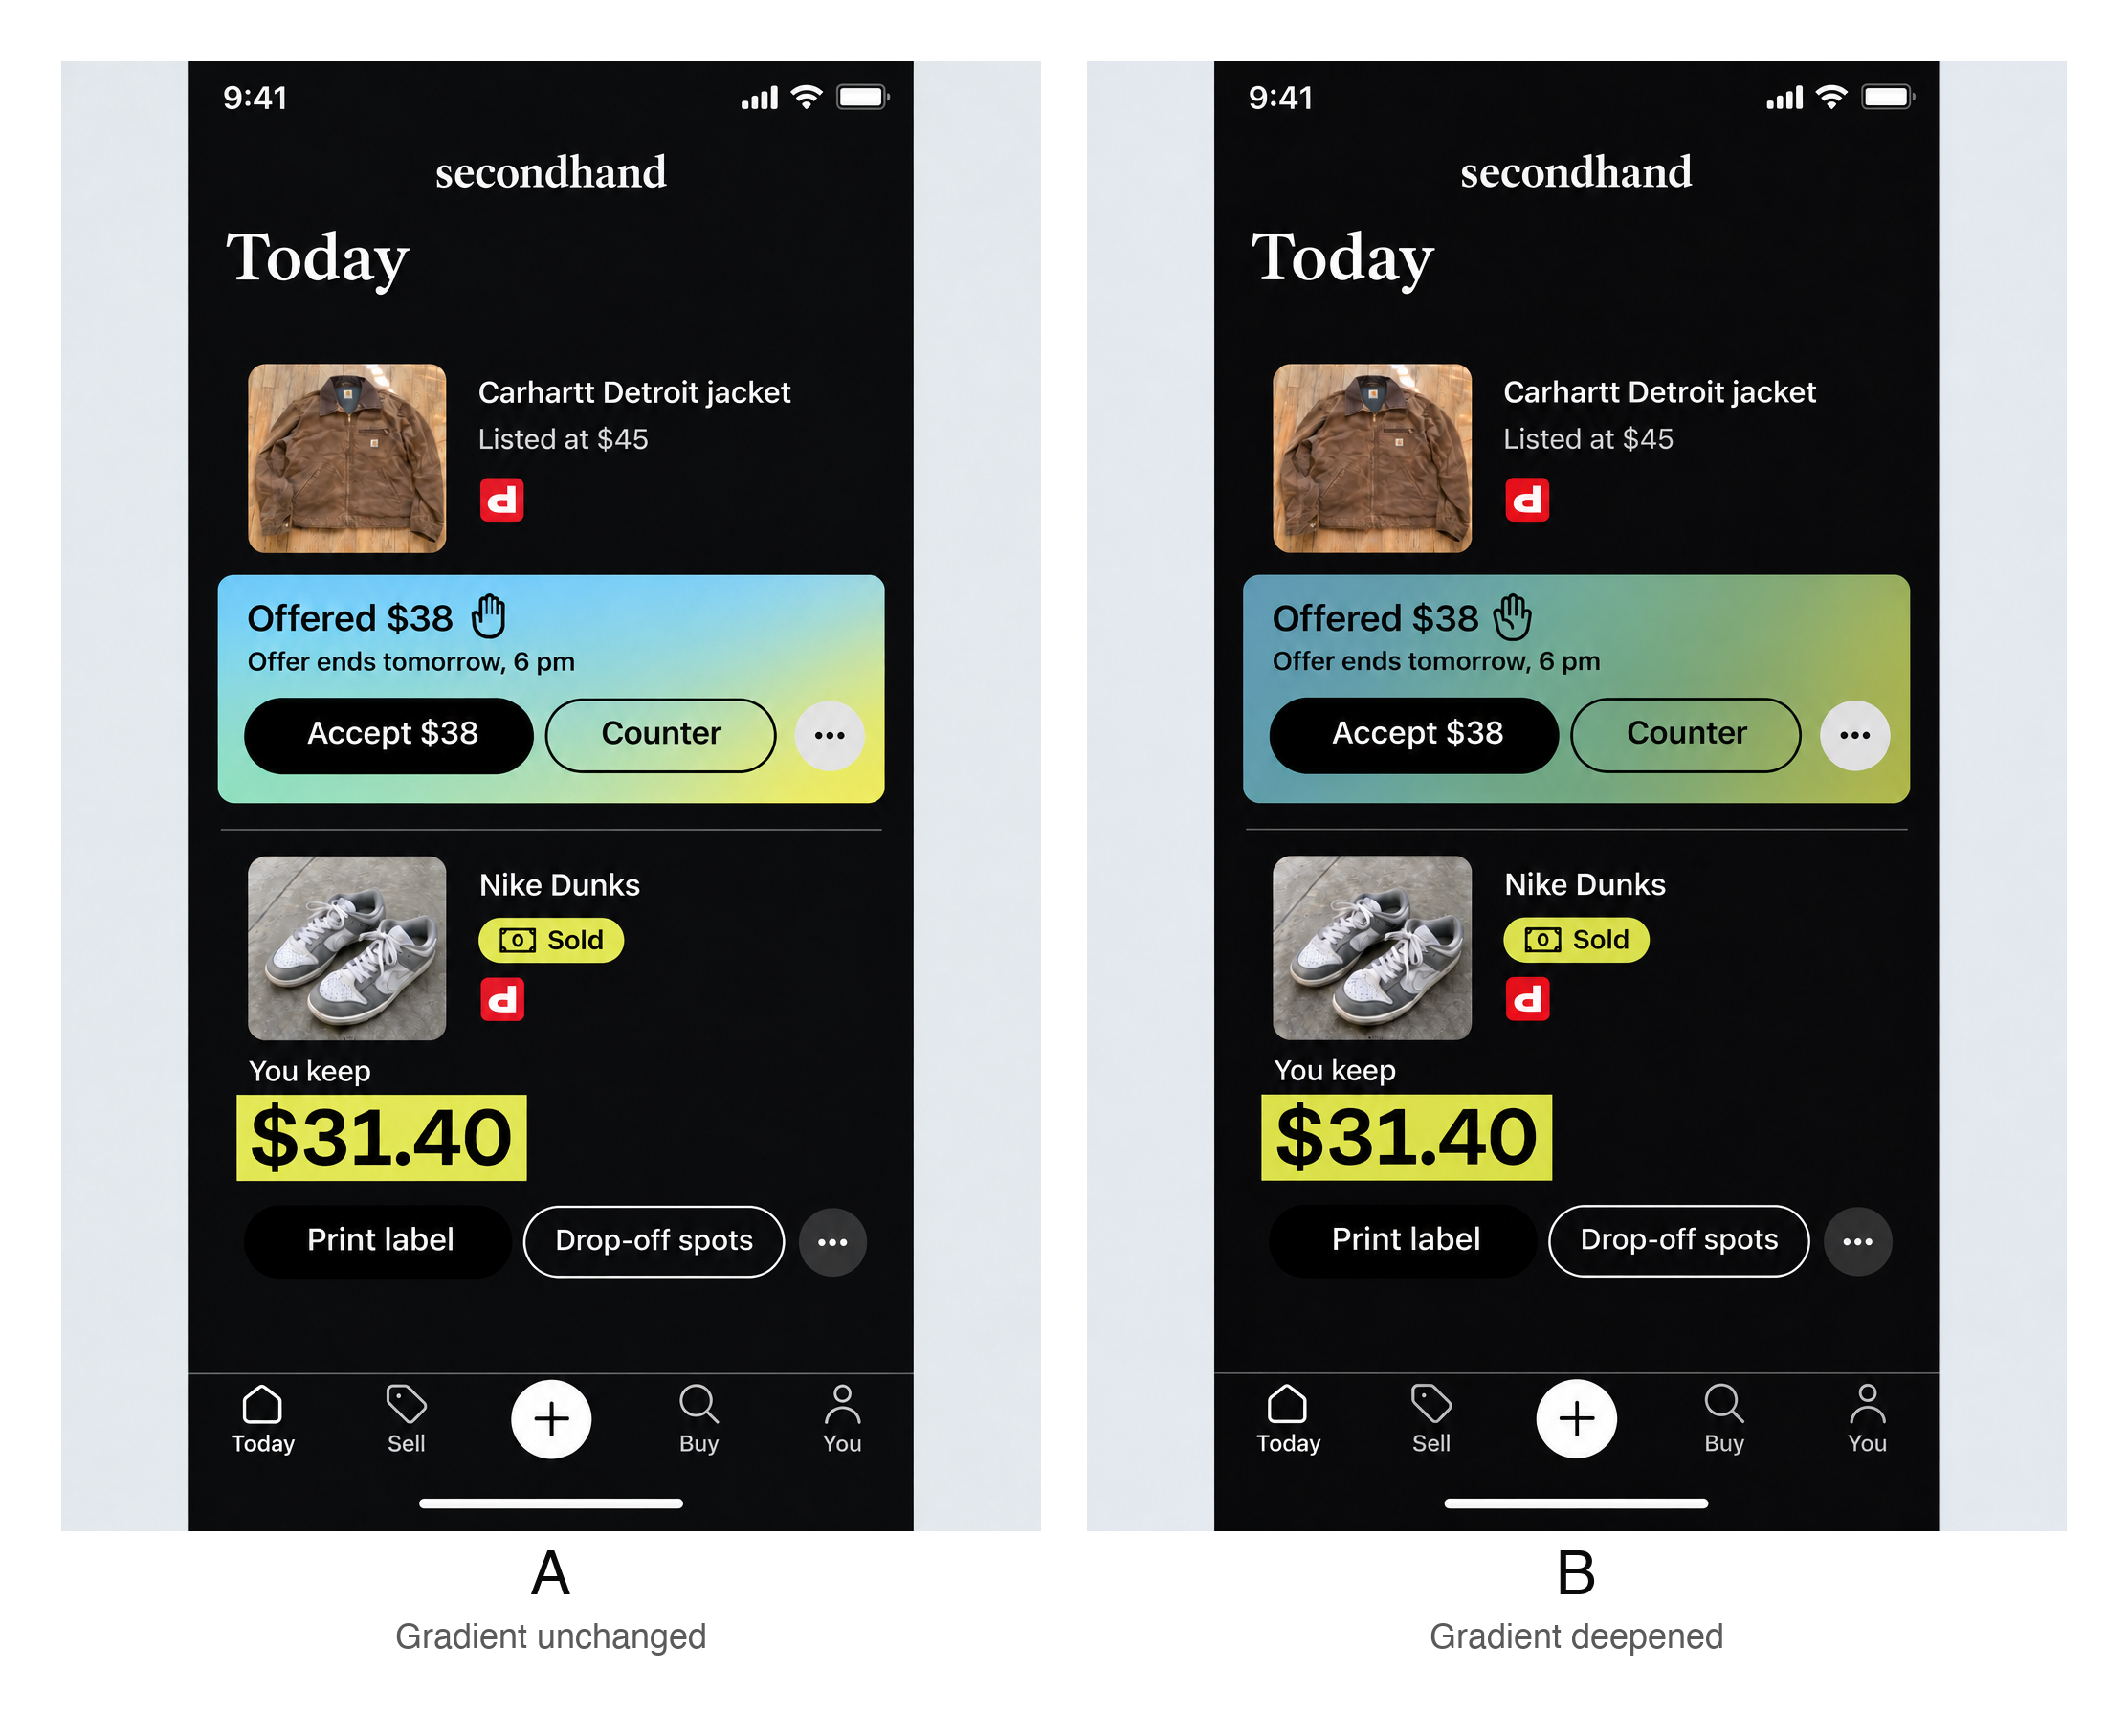 9:41
secondhand
Today
Carhartt Detroit jacket
Listed at $45
d
Offered $38
Offer ends tomorrow, 6 pm
Accept $38
Counter
Nike Dunks
Sold
d
You keep
$31.40
Print label
Drop-off spots
Today
Sell
Buy
You
A
Gradient unchanged
9:41
secondhand
Today
Carhartt Detroit jacket
Listed at $45
d
Offered $38
Offer ends tomorrow, 6 pm
Accept $38
Counter
Nike Dunks
Sold
d
You keep
$31.40
Print label
Drop-off spots
Today
Sell
Buy
You
B
Gradient deepened